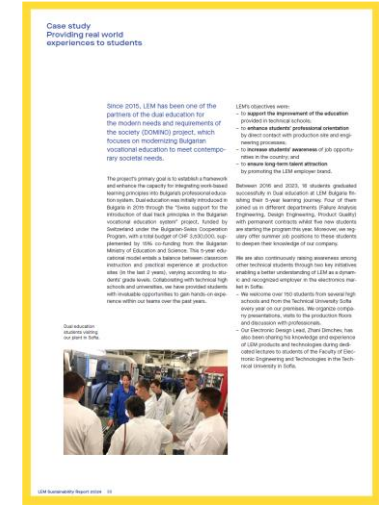 Case study
Providing real world
experiences to students
Since 2015, LEM has been one of the
partners of the dual education for
the modern needs and requirements of
the society (DOMINO) project, which
focuses on modernizing Bulgarian
vocational education to meet contempo-
rary societal needs.
The project's primary goal is to establish a framework
and enhance the capacity for integrating work-based
learning principles into Bulgaria's professional educa-
tion system. Dual education was initially introduced in
Bulgaria in 2015 through the "Swiss support for the
introduction of dual track principles in the Bulgarian
vocational education system" project, funded by
Switzerland under the Bulgarian-Swiss Cooperation
Program, with a total budget of CHF 3,530,000, sup-
plemented by 15% co-funding from the Bulgarian
Ministry of Education and Science. This 5-year edu-
cational model entails a balance between classroom
instruction and practical experience at production
sites (in the last 2 years), varying according to stu-
dents' grade levels. Collaborating with technical high
schools and universities, we have provided students
with invaluable opportunities to gain hands-on expe-
rience within our teams over the past years.
Dual education
students visiting
our plant in Sofia.
LEM's objectives were:
– to support the improvement of the education
provided in technical schools;
– to enhance students' professional orientation
by direct contact with production site and engi-
neering processes;
– to increase students' awareness of job opportu-
nities in the country; and
– to ensure long-term talent attraction
by promoting the LEM employer brand.
Between 2018 and 2023, 18 students graduated
successfully in Dual education at LEM Bulgaria fin-
ishing their 5-year learning journey. Four of them
joined us in different departments (Failure Analysis
Engineering, Design Engineering, Product Quality)
with permanent contracts whilst five new students
are starting the program this year. Moreover, we reg-
ularly offer summer job positions to these students
to deepen their knowledge of our company.
We are also continuously raising awareness among
other technical students through two key initiatives
enabling a better understanding of LEM as a dynam-
ic and recognized employer in the electronics mar-
ket in Sofia.
– We welcome over 150 students from several high
schools and from the Technical University Sofia
every year on our premises. We organize compa-
ny presentations, visits to the production floors
and discussion with professionals.
– Our Electronic Design Lead, Zhani Dimchev, has
also been sharing his knowledge and experience
of LEM products and technologies during dedi-
cated lectures to students of the Faculty of Elec-
tronic Engineering and Technologies in the Tech-
nical University in Sofia.
LEM Sustainability Report